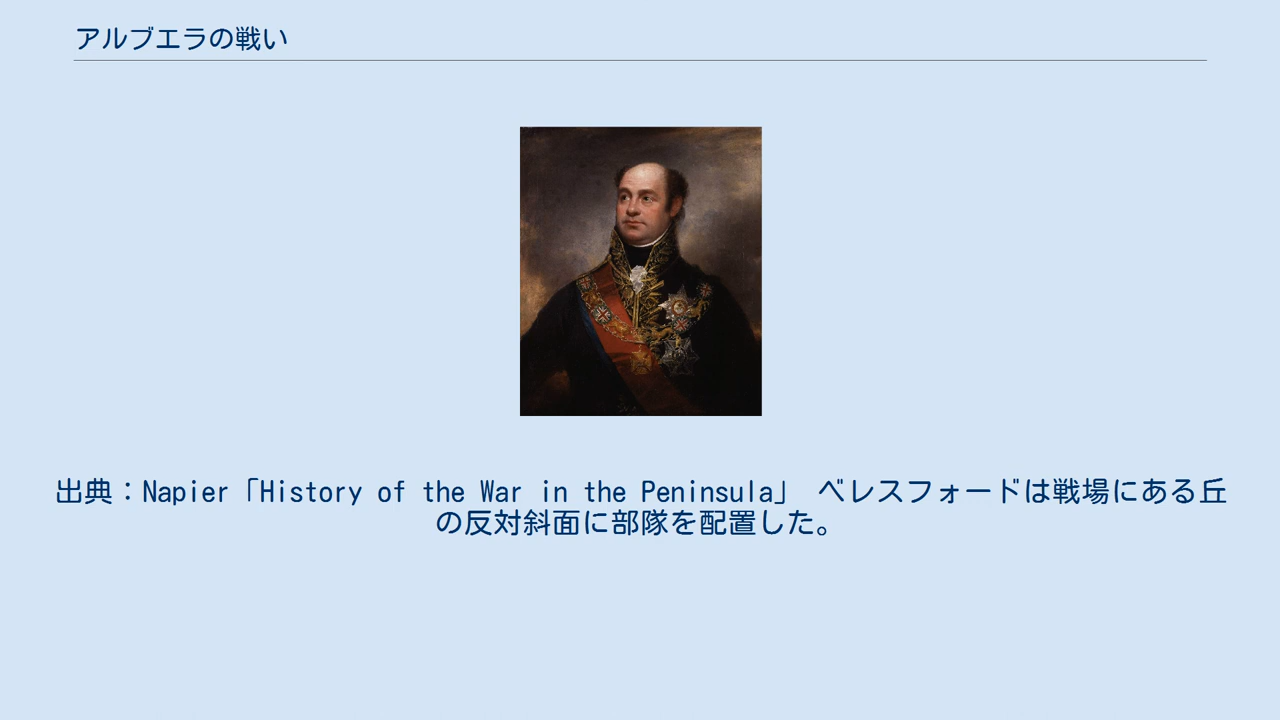 アルブエラの戦い
出典：Napier「History of the War in the Peninsula」 ベレスフォードは戦場にある丘
の反対斜面に部隊を配置した。